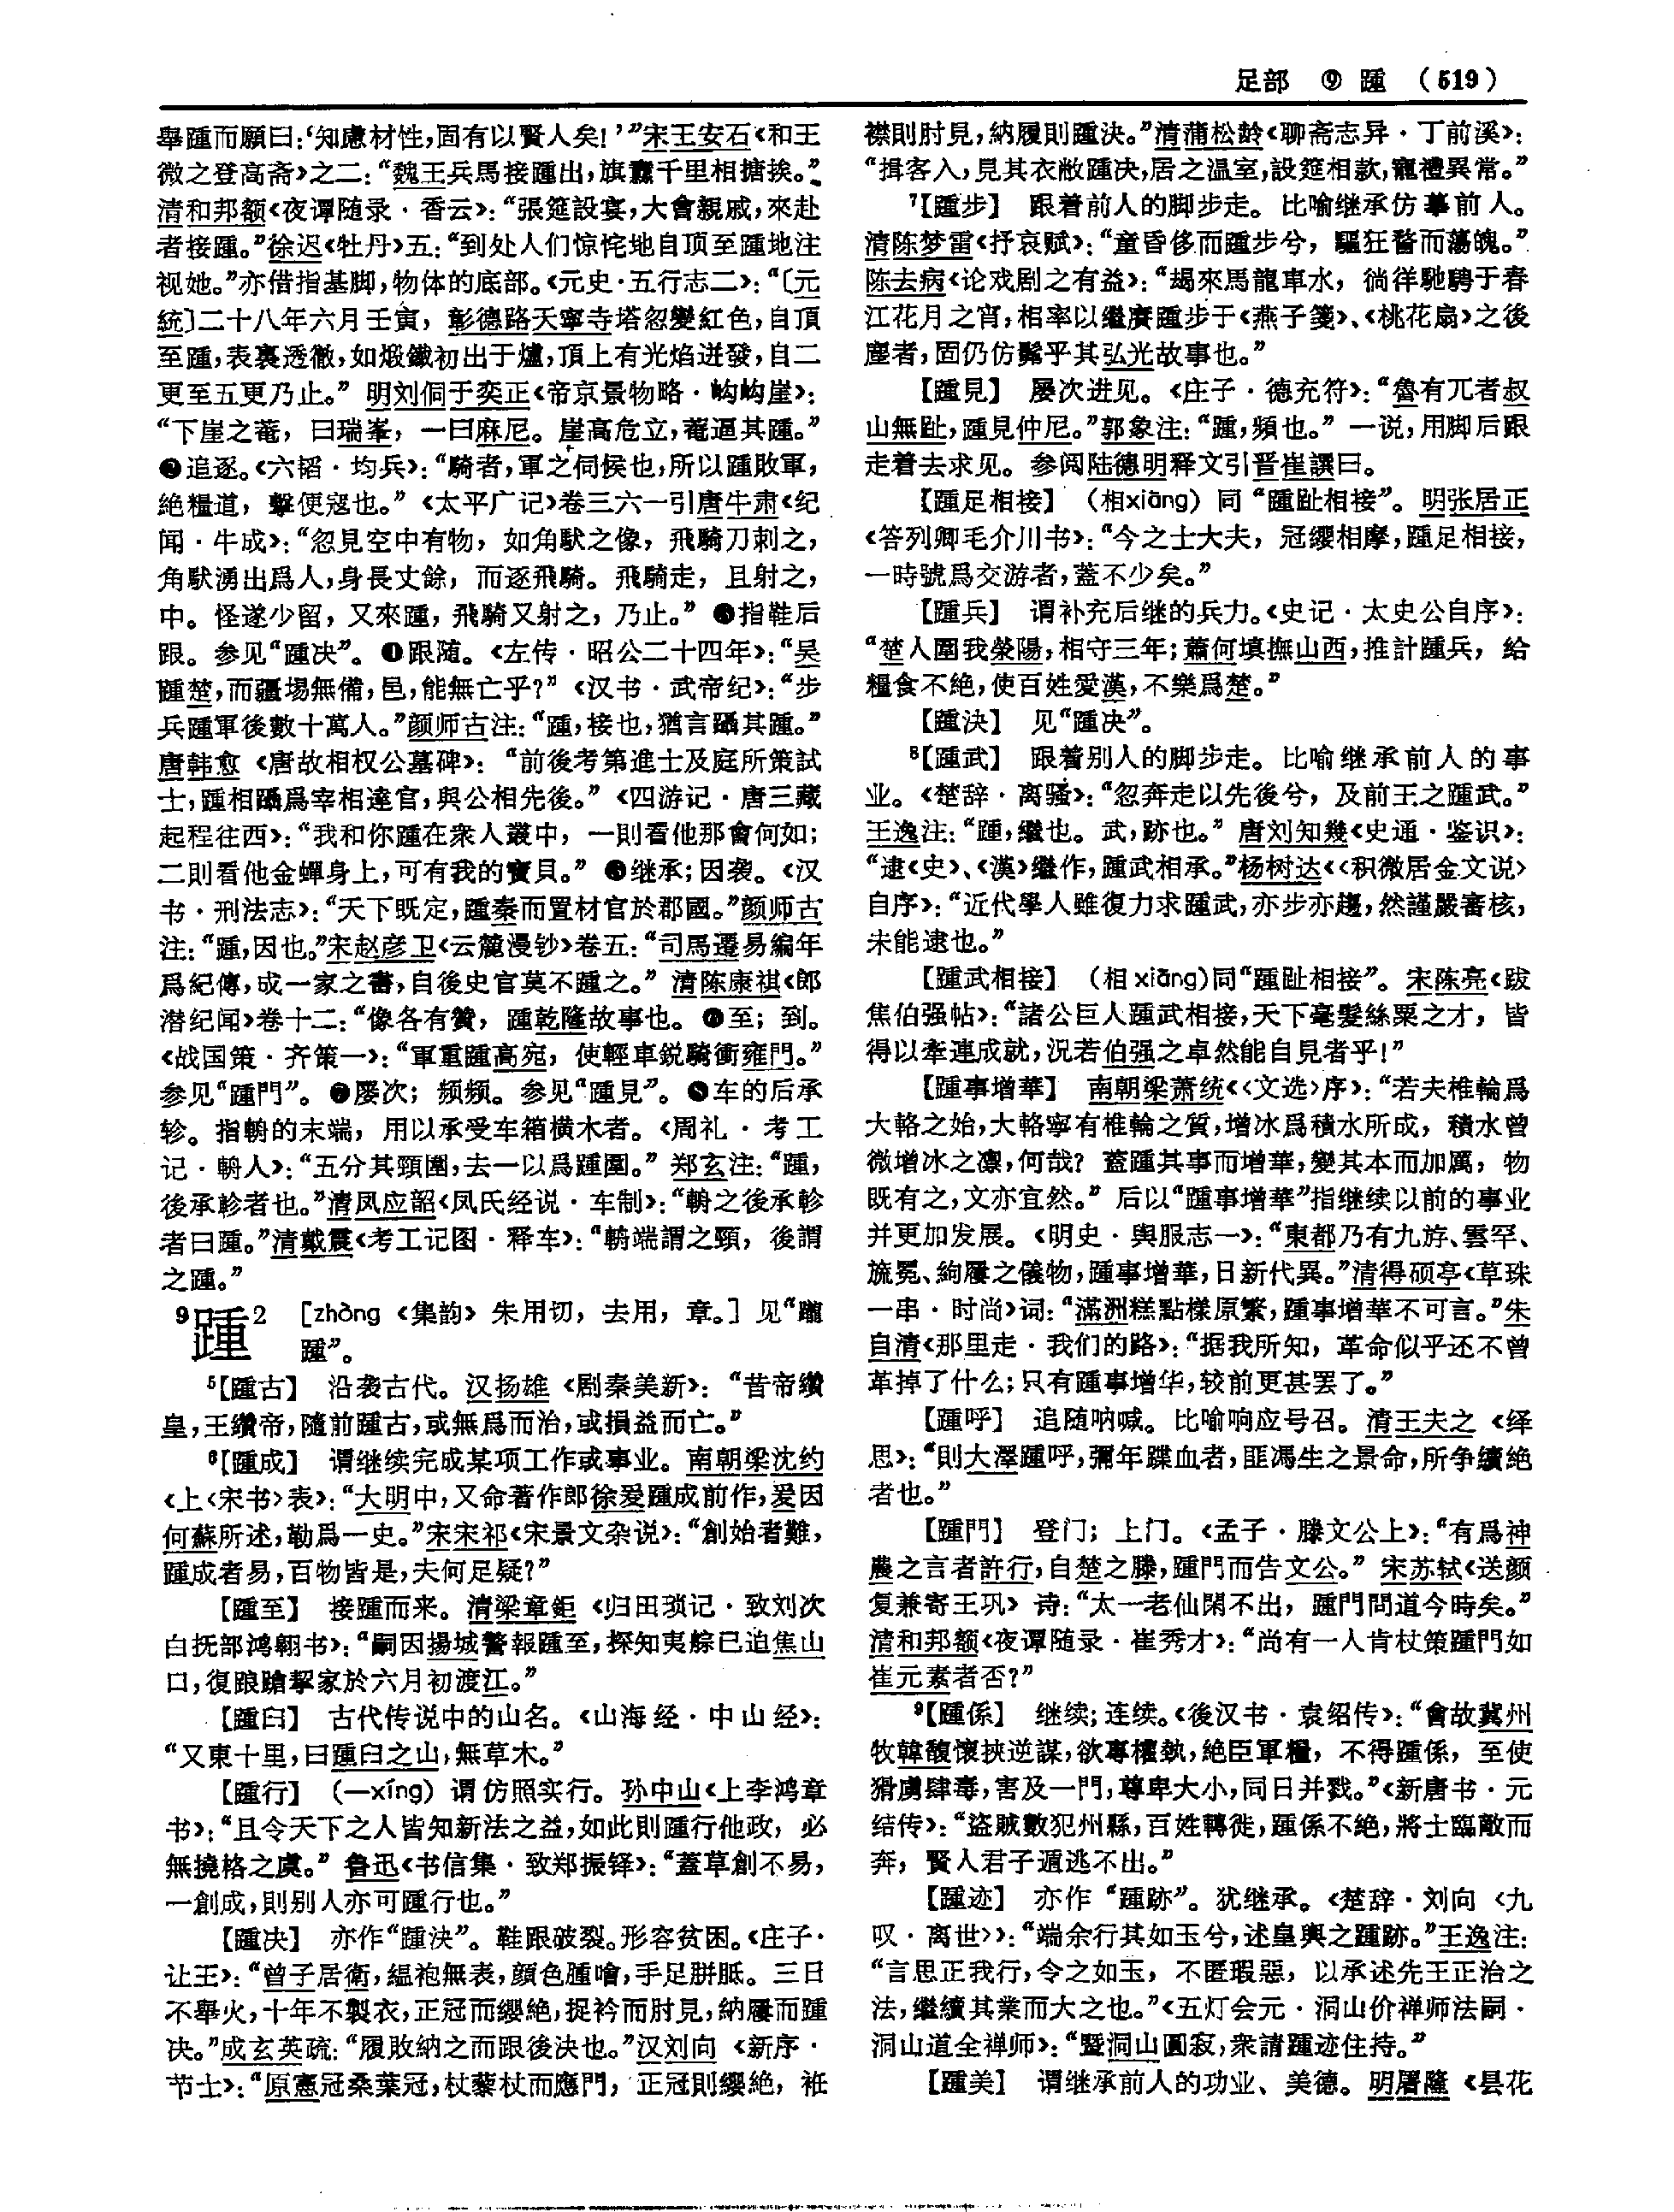 足部 ⑨ 踵 （519）
舉踵而願曰：‘知慮材性，固有以賢人矣！’”宋王安石《和王
微之登高斋》之二：“魏王兵馬接踵出，旗纛千里相搪挨。”
清和邦额《夜谭随录·香云》：“張筵設宴，大會親戚，來赴
者接踵。”徐迟《牡丹》五：“到处人们惊侘地自顶至踵地注
视她。”亦借指基脚，物体的底部。《元史·五行志二》：“〔元
統〕二十八年六月壬寅，彰德路天寧寺塔忽變紅色，自頂
至踵，表裏透徹，如煅鐵初出于爐，頂上有光焰迸發，自二
更至五更乃止。”明刘侗于奕正《帝京景物略·岣岣崖》：
“下崖之菴，曰瑞峯，一曰麻尼。崖高危立，菴逼其踵。”
❷追逐。《六韬·均兵》：“騎者，軍之伺候也，所以踵敗軍，
絶糧道，擊便寇也。”《太平广记》卷三六一引唐牛肃《纪
闻·牛成》：“忽見空中有物，如角馱之像，飛騎刀刺之，
角馱湧出爲人，身長丈餘，而逐飛騎。飛騎走，且射之，
中。怪遂少留，又來踵，飛騎又射之，乃止。”❸指鞋后
跟。参见“踵决”。❹跟随。《左传·昭公二十四年》：“吴
踵楚，而疆埸無備，邑，能無亡乎？”《汉书·武帝纪》：“步
兵踵軍後數十萬人。”颜师古注：“踵，接也，猶言躡其踵。”
唐韩愈《唐故相权公墓碑》：“前後考第進士及庭所策試
士，踵相躡爲宰相達官，與公相先後。”《四游记·唐三藏
起程往西》：“我和你踵在衆人叢中，一則看他那會何如；
二則看他金蟬身上，可有我的寶貝。”❺继承；因袭。《汉
书·刑法志》：“天下既定，踵秦而置材官於郡國。”颜师古
注：“踵，因也。”宋赵彦卫《云麓漫钞》卷五：“司馬遷易編年
爲紀傳，成一家之書，自後史官莫不踵之。”清陈康祺《郎
潜纪闻》卷十二：“像各有贊，踵乾隆故事也。❻至；到。
《战国策·齐策一》：“軍重踵高宛，使輕車鋭騎衝雍門。”
参见“踵門”。❼屡次；频频。参见“踵見”。❽车的后承
轸。指輈的末端，用以承受车箱横木者。《周礼·考工
记·輈人》：“五分其頸圍，去一以爲踵圍。”郑玄注：“踵，
後承軫者也。”清凤应韶《凤氏经说·车制》：“輈之後承軫
者曰踵。”清戴震《考工记图·释车》：“輈端謂之頸，後謂
之踵。”
9踵2 ［zhòng 《集韵》朱用切，去用，章。］见“躘
踵”。
5【踵古】 沿袭古代。汉扬雄《剧秦美新》：“昔帝纘
皇，王纘帝，隨前踵古，或無爲而治，或損益而亡。”
6【踵成】 谓继续完成某项工作或事业。南朝梁沈约
《上〈宋书〉表》：“大明中，又命著作郎徐爰踵成前作，爰因
何蘇所述，勒爲一史。”宋宋祁《宋景文杂说》：“創始者難，
踵成者易，百物皆是，夫何足疑？”
【踵至】 接踵而来。清梁章鉅《归田琐记·致刘次
白抚部鸿翱书》：“嗣因揚城警報踵至，探知夷艅已迫焦山
口，復踉蹌挈家於六月初渡江。”
【踵臼】 古代传说中的山名。《山海经·中山经》：
“又東十里，曰踵臼之山，無草木。”
【踵行】 （—xíng）谓仿照实行。孙中山《上李鸿章
书》：“且令天下之人皆知新法之益，如此則踵行他政，必
無撓格之虞。”鲁迅《书信集·致郑振铎》：“蓋草創不易，
一創成，則别人亦可踵行也。”
【踵决】 亦作“踵決”。鞋跟破裂。形容贫困。《庄子·
让王》：“曾子居衛，緼袍無表，顔色腫噲，手足胼胝。三日
不舉火，十年不製衣，正冠而纓絶，捉衿而肘見，納屨而踵
决。”成玄英疏：“履敗納之而跟後決也。”汉刘向《新序·
节士》：“原憲冠桑葉冠，杖藜杖而應門，正冠則纓絶，袵
襟則肘見，納履則踵決。”清蒲松龄《聊斋志异·丁前溪》：
“揖客入，見其衣敝踵决，居之温室，設筵相款，寵禮異常。”
7【踵步】 跟着前人的脚步走。比喻继承仿摹前人。
清陈梦雷《抒哀赋》：“童昏侈而踵步兮，驅狂瞀而蕩魄。”
陈去病《论戏剧之有益》：“朅來馬龍車水，徜徉馳騁于春
江花月之宵，相率以繼賡踵步于《燕子箋》、《桃花扇》之後
塵者，固仍仿髴乎其弘光故事也。”
【踵見】 屡次进见。《庄子·德充符》：“魯有兀者叔
山無趾，踵見仲尼。”郭象注：“踵，頻也。”一说，用脚后跟
走着去求见。参阅陆德明释文引晋崔譔曰。
【踵足相接】 （相xiāng）同“踵趾相接”。明张居正
《答列卿毛介川书》：“今之士大夫，冠纓相摩，踵足相接，
一時號爲交游者，蓋不少矣。”
【踵兵】 谓补充后继的兵力。《史记·太史公自序》：
“楚人圍我滎陽，相守三年；蕭何填撫山西，推計踵兵，給
糧食不絶，使百姓愛漢，不樂爲楚。”
【踵決】 见“踵决”。
8【踵武】 跟着别人的脚步走。比喻继承前人的事
业。《楚辞·离骚》：“忽奔走以先後兮，及前王之踵武。”
王逸注：“踵，繼也。武，跡也。”唐刘知幾《史通·鉴识》：
“逮《史》、《漢》繼作，踵武相承。”杨树达《〈积微居金文说〉
自序》：“近代學人雖復力求踵武，亦步亦趨，然謹嚴審核，
未能逮也。”
【踵武相接】 （相xiāng）同“踵趾相接”。宋陈亮《跋
焦伯强帖》：“諸公巨人踵武相接，天下毫髮絲粟之才，皆
得以牽連成就，況若伯强之卓然能自見者乎！”
【踵事增華】 南朝梁萧统《〈文选〉序》：“若夫椎輪爲
大輅之始，大輅寧有椎輪之質，增冰爲積水所成，積水曾
微增冰之凛，何哉？蓋踵其事而增華，變其本而加厲，物
既有之，文亦宜然。”后以“踵事增華”指继续以前的事业
并更加发展。《明史·舆服志一》：“東都乃有九斿、雲罕、
旒冕、絇屨之儀物，踵事增華，日新代異。”清得硕亭《草珠
一串·时尚》词：“滿洲糕點樣原繁，踵事增華不可言。”朱
自清《那里走·我们的路》：“据我所知，革命似乎还不曾
革掉了什么；只有踵事增华，较前更甚罢了。”
【踵呼】 追随呐喊。比喻响应号召。清王夫之《绎
思》：“則大澤踵呼，彌年蹀血者，匪馮生之景命，所争續絶
者也。”
【踵門】 登门；上门。《孟子·滕文公上》：“有爲神
農之言者許行，自楚之滕，踵門而告文公。”宋苏轼《送颜
复兼寄王巩》诗：“太一老仙閑不出，踵門問道今時矣。”
清和邦额《夜谭随录·崔秀才》：“尚有一人肯杖策踵門如
崔元素者否？”
9【踵係】 继续；连续。《後汉书·袁绍传》：“會故冀州
牧韓馥懷挾逆謀，欲專權埶，絶臣軍糧，不得踵係，至使
猾虜肆毒，害及一門，尊卑大小，同日并戮。”《新唐书·元
结传》：“盜賊數犯州縣，百姓轉徙，踵係不絶，將士臨敵而
奔，賢人君子遁逃不出。”
【踵迹】 亦作“踵跡”。犹继承。《楚辞·刘向〈九
叹·离世〉》：“端余行其如玉兮，述皇輿之踵跡。”王逸注：
“言思正我行，令之如玉，不匿瑕惡，以承述先王正治之
法，繼續其業而大之也。”《五灯会元·洞山价禅师法嗣·
洞山道全禅师》：“暨洞山圓寂，衆請踵迹住持。”
【踵美】 谓继承前人的功业、美德。明屠隆《昙花